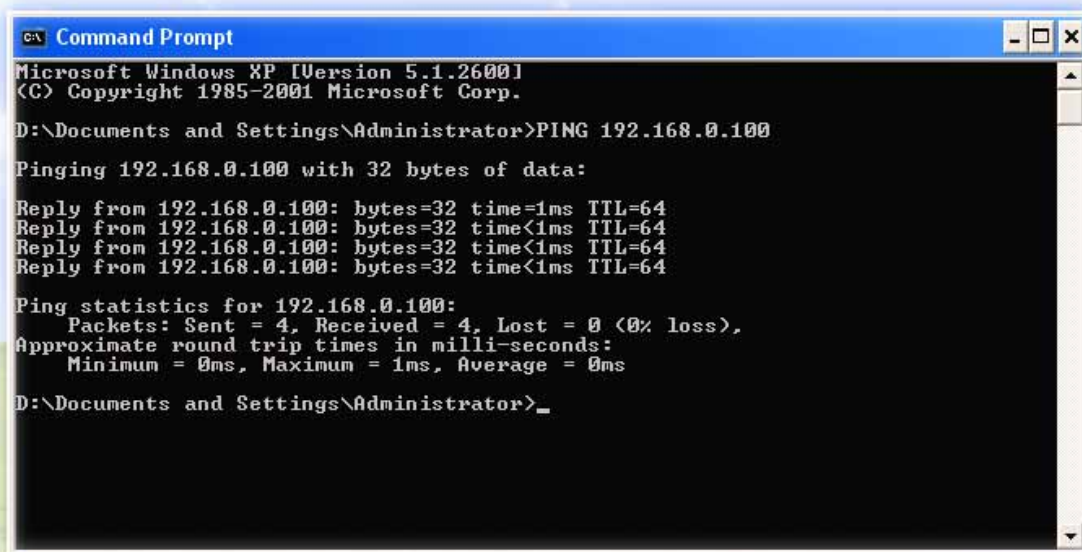 Command Prompt
Microsoft Windows XP [Version 5.1.2600]
(C) Copyright 1985-2001 Microsoft Corp.
D:\Documents and Settings\Administrator>PING 192.168.0.100
Pinging 192.168.0.100 with 32 bytes of data:
Reply from 192.168.0.100: bytes=32 time=1ms TTL=64
Reply from 192.168.0.100: bytes=32 time<1ms TTL=64
Reply from 192.168.0.100: bytes=32 time<1ms TTL=64
Reply from 192.168.0.100: bytes=32 time<1ms TTL=64
Ping statistics for 192.168.0.100:
Packets: Sent = 4, Received = 4, Lost = 0 (0% loss),
Approximate round trip times in milli-seconds:
Minimum = 0ms, Maximum = 1ms, Average = 0ms
D:\Documents and Settings\Administrator>_